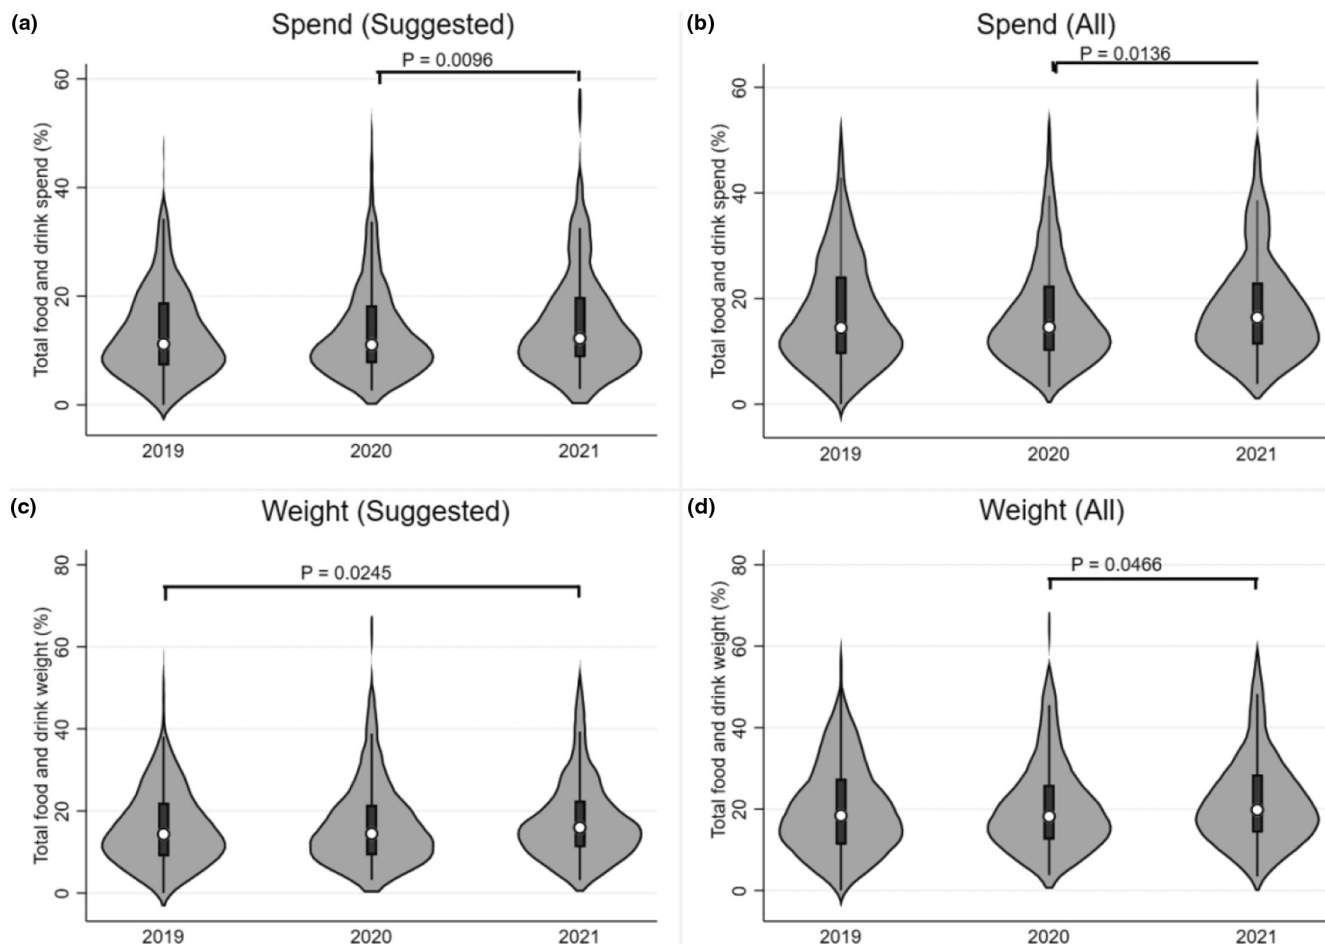 (a)
Spend (Suggested)
P = 0.0096
Total food and drink spend (%)
60
40
20
0
2019 2020 2021
(b)
Spend (All)
P = 0.0136
Total food and drink spend (%)
60
40
20
0
2019 2020 2021
(c)
Weight (Suggested)
P = 0.0245
Total food and drink weight (%)
80
60
40
20
0
2019 2020 2021
(d)
Weight (All)
P = 0.0466
Total food and drink weight (%)
80
60
40
20
0
2019 2020 2021